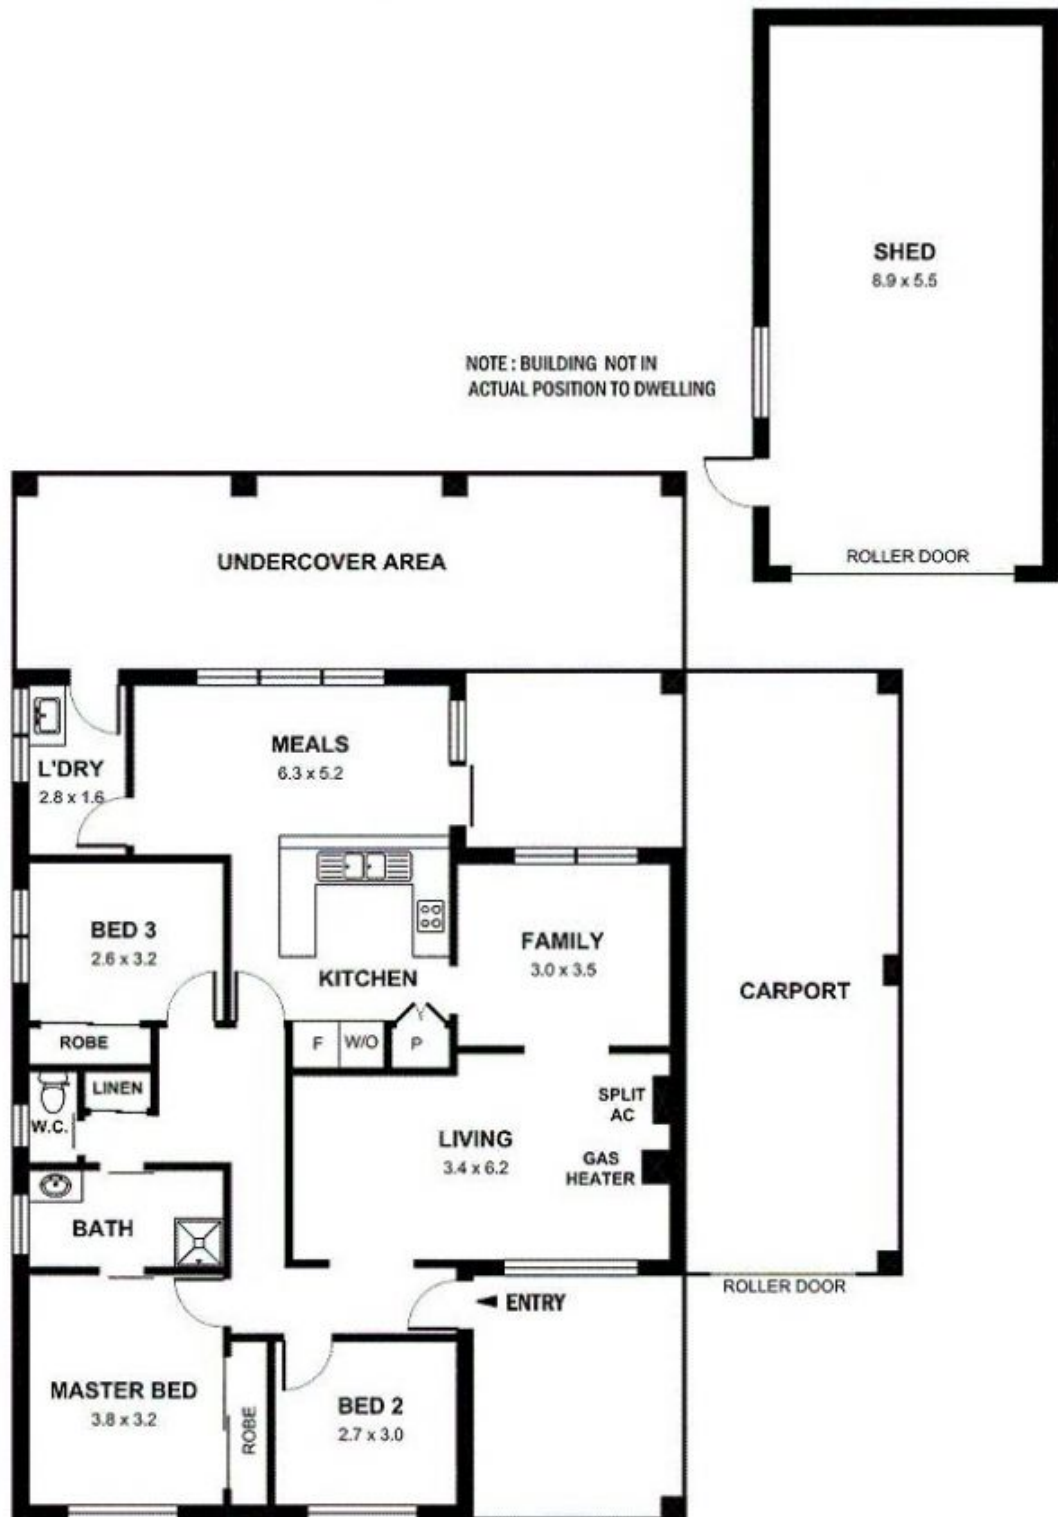 SHED
8.9 x 5.5
NOTE : BUILDING NOT IN
ACTUAL POSITION TO DWELLING
ROLLER DOOR
UNDERCOVER AREA
MEALS
6.3 x 5.2
L'DRY
2.8 x 1.6
BED 3
2.6 x 3.2
FAMILY
3.0 x 3.5
KITCHEN
CARPORT
ROBE
F
W/O
P
LINEN
W.C.
SPLIT
AC
LIVING
3.4 x 6.2
GAS
HEATER
BATH
ROLLER DOOR
ENTRY
MASTER BED
3.8 x 3.2
ROBE
BED 2
2.7 x 3.0